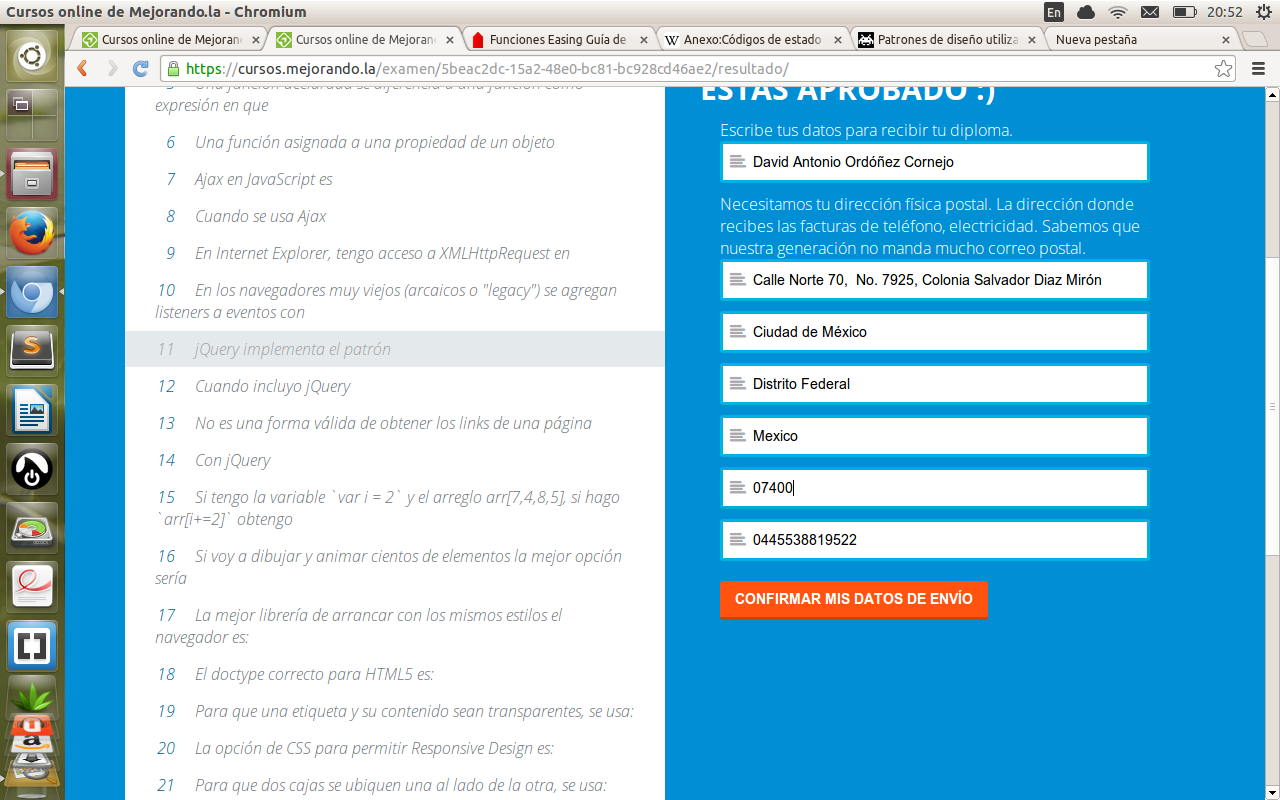 Cursos online de Mejorando.la - Chromium
En
20:52
Cursos online de Mejoran
Cursos online de Mejoran
Funciones Easing Guía de
W Anexo:Códigos de estado
Patrones de diseño utiliza
Nueva pestaña
https://cursos.mejorando.la/examen/5beac2dc-15a2-48e0-bc81-bc928cd46ae2/resultado/
5 Una función declarada se diferencia a una función como
expresión en que
6 Una función asignada a una propiedad de un objeto
7 Ajax en JavaScript es
8 Cuando se usa Ajax
9 En Internet Explorer, tengo acceso a XMLHttpRequest en
10 En los navegadores muy viejos (arcaicos o "legacy") se agregan
listeners a eventos con
11 jQuery implementa el patrón
12 Cuando incluyo jQuery
13 No es una forma válida de obtener los links de una página
14 Con jQuery
15 Si tengo la variable `var i = 2` y el arreglo arr[7,4,8,5], si hago
`arr[i+=2]` obtengo
16 Si voy a dibujar y animar cientos de elementos la mejor opción
sería
17 La mejor librería de arrancar con los mismos estilos el
navegador es:
18 El doctype correcto para HTML5 es:
19 Para que una etiqueta y su contenido sean transparentes, se usa:
20 La opción de CSS para permitir Responsive Design es:
21 Para que dos cajas se ubiquen una al lado de la otra, se usa:
ESTÁS APROBADO :)
Escribe tus datos para recibir tu diploma.
David Antonio Ordóñez Cornejo
Necesitamos tu dirección física postal. La dirección donde
recibes las facturas de teléfono, electricidad. Sabemos que
nuestra generación no manda mucho correo postal.
Calle Norte 70,  No. 7925, Colonia Salvador Diaz Mirón
Ciudad de México
Distrito Federal
Mexico
07400
0445538819522
CONFIRMAR MIS DATOS DE ENVÍO